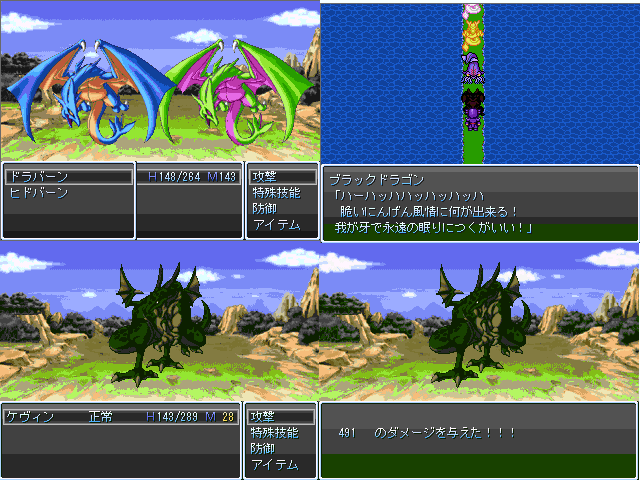 ドラバーン H148/264 M143 攻撃
ヒドバーン 特殊技能
防御
アイテム
ブラックドラゴン
「ハーハッハハッハッハッハ
脆いにんげん風情に何が出来る！
我が牙で永遠の眠りにつくがいい！」
ケヴィン 正常 H143/289 M 28 攻撃
特殊技能
防御
アイテム
491 のダメージを与えた！！！